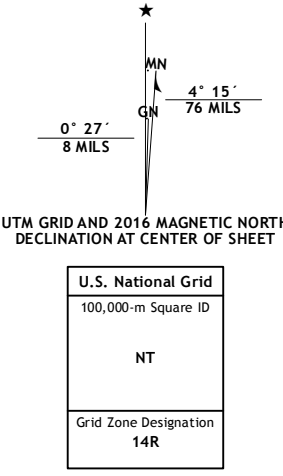 MN
4° 15´
76 MILS
GN
0° 27´
8 MILS
UTM GRID AND 2016 MAGNETIC NORTH
DECLINATION AT CENTER OF SHEET
U.S. National Grid
100,000-m Square ID
NT
Grid Zone Designation
14R